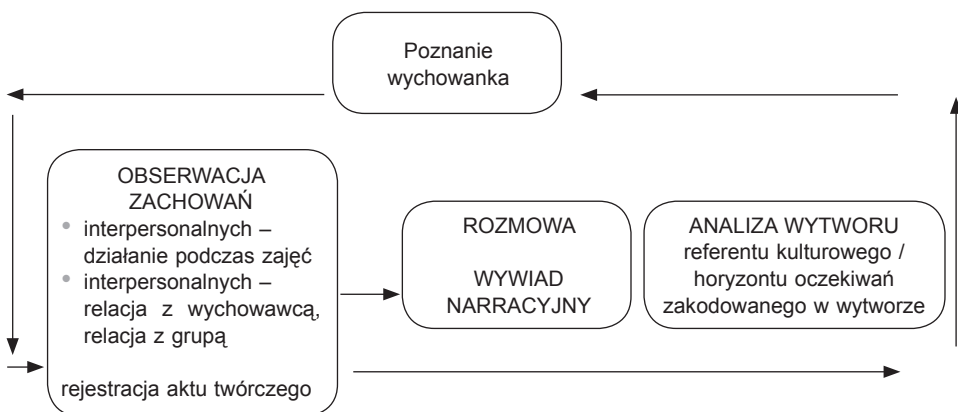 Poznanie
wychowanka
OBSERWACJA
ZACHOWAŃ
• interpersonalnych –
działanie podczas zajęć
• interpersonalnych –
relacja z wychowawcą,
relacja z grupą
rejestracja aktu twórczego
ROZMOWA
WYWIAD
NARRACYJNY
ANALIZA WYTWORU
referentu kulturowego /
horyzontu oczekiwań
zakodowanego w wytworze